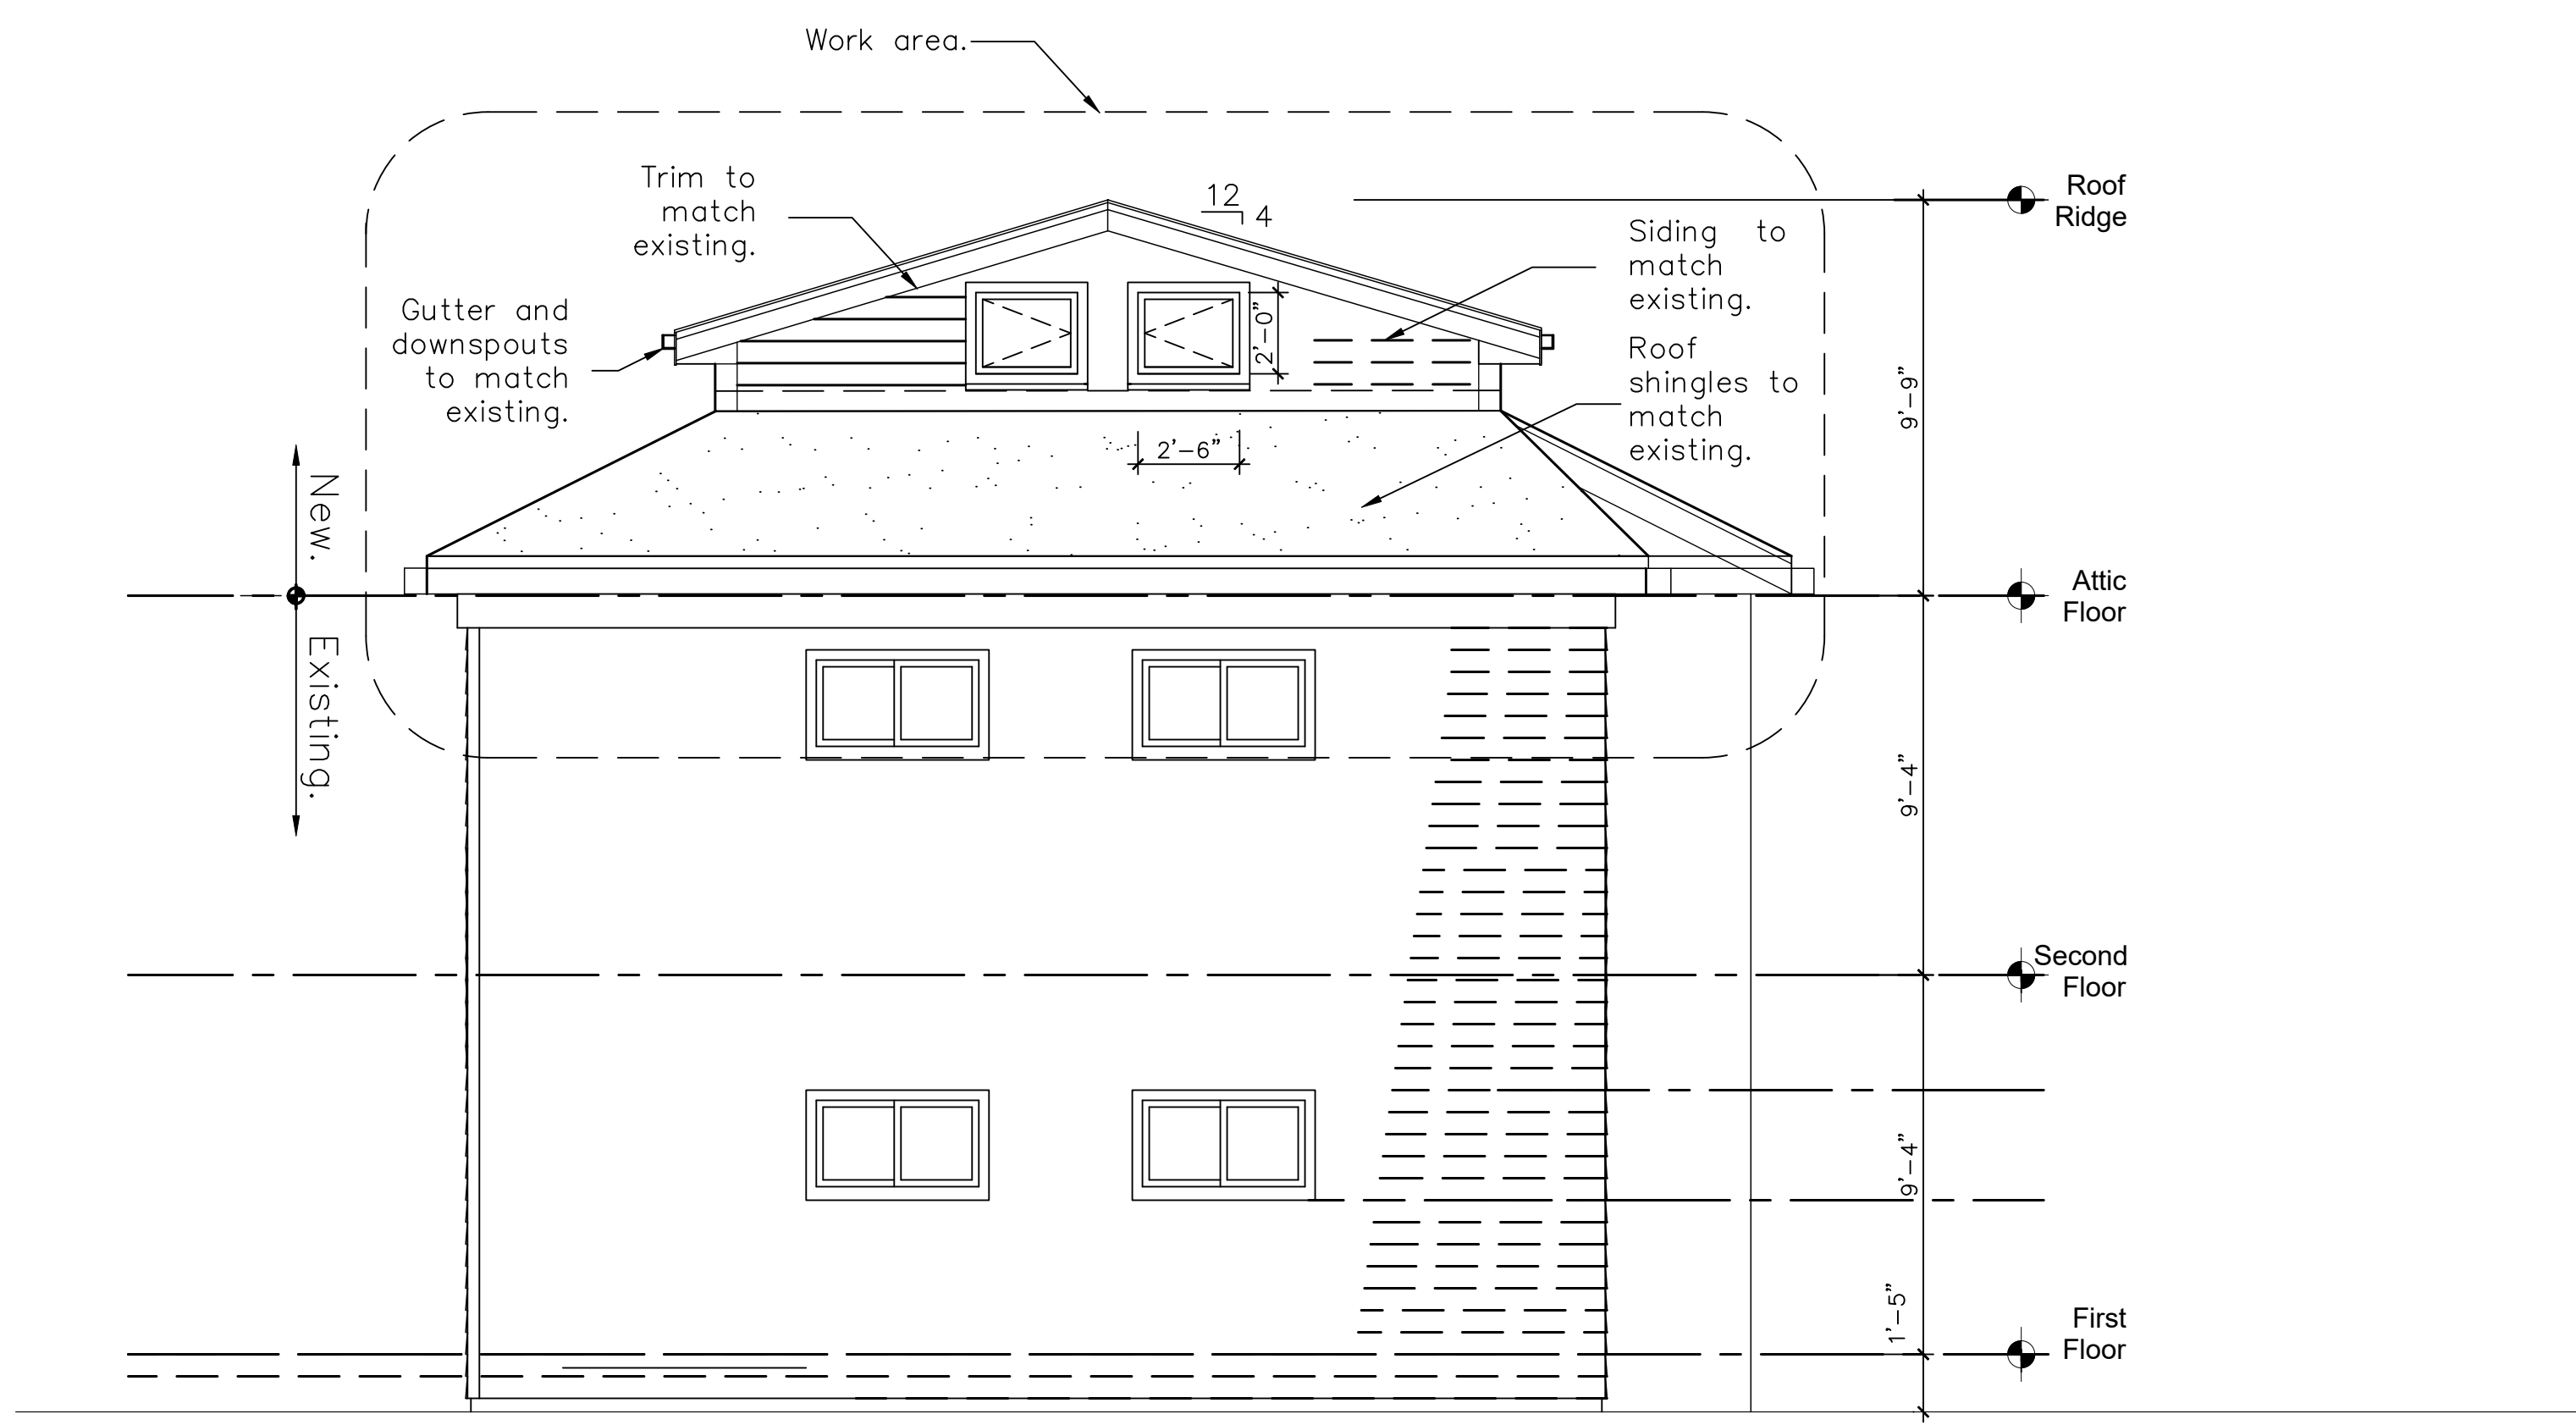 Work area.
Trim to
match
existing.
12
4
Roof
Ridge
Siding to
match
existing.
Gutter and
downspouts
to match
existing.
2'-0"
Roof
shingles to
match
existing.
9'-9"
2'-6"
New.
Attic
Floor
Existing.
9'-4"
Second
Floor
9'-4"
1'-5"
First
Floor